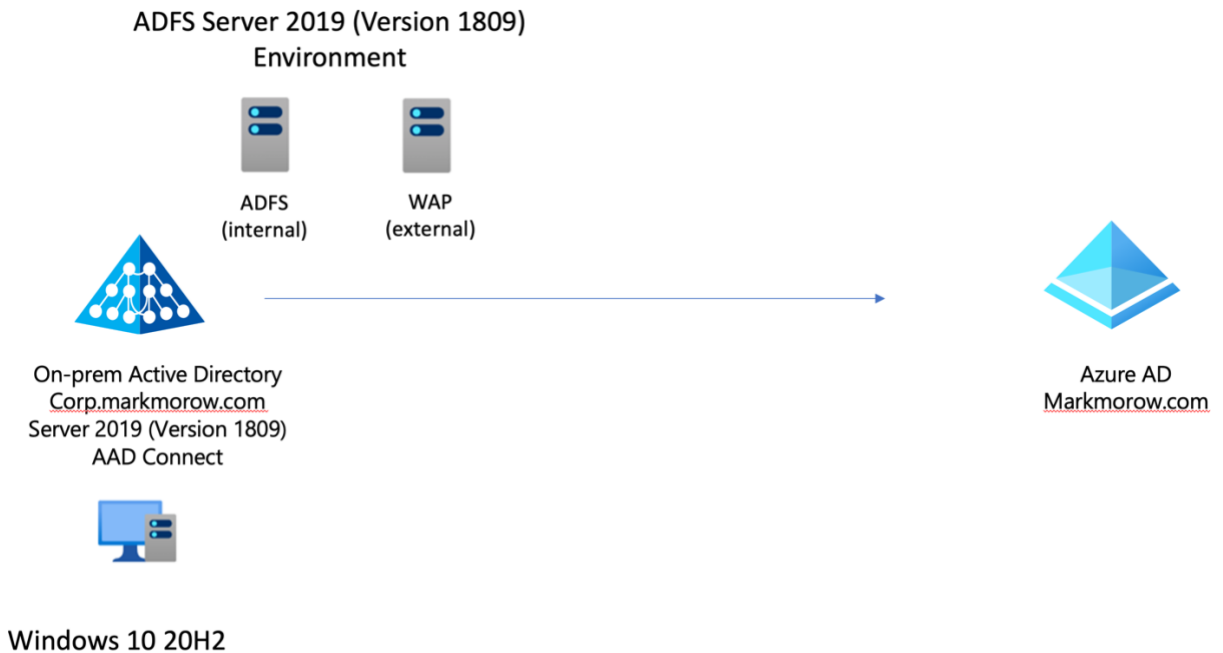 ADFS Server 2019 (Version 1809)
Environment
ADFS
(internal)
WAP
(external)
On-prem Active Directory
Corp.markmorow.com
Server 2019 (Version 1809)
AAD Connect
Azure AD
Markmorow.com
Windows 10 20H2